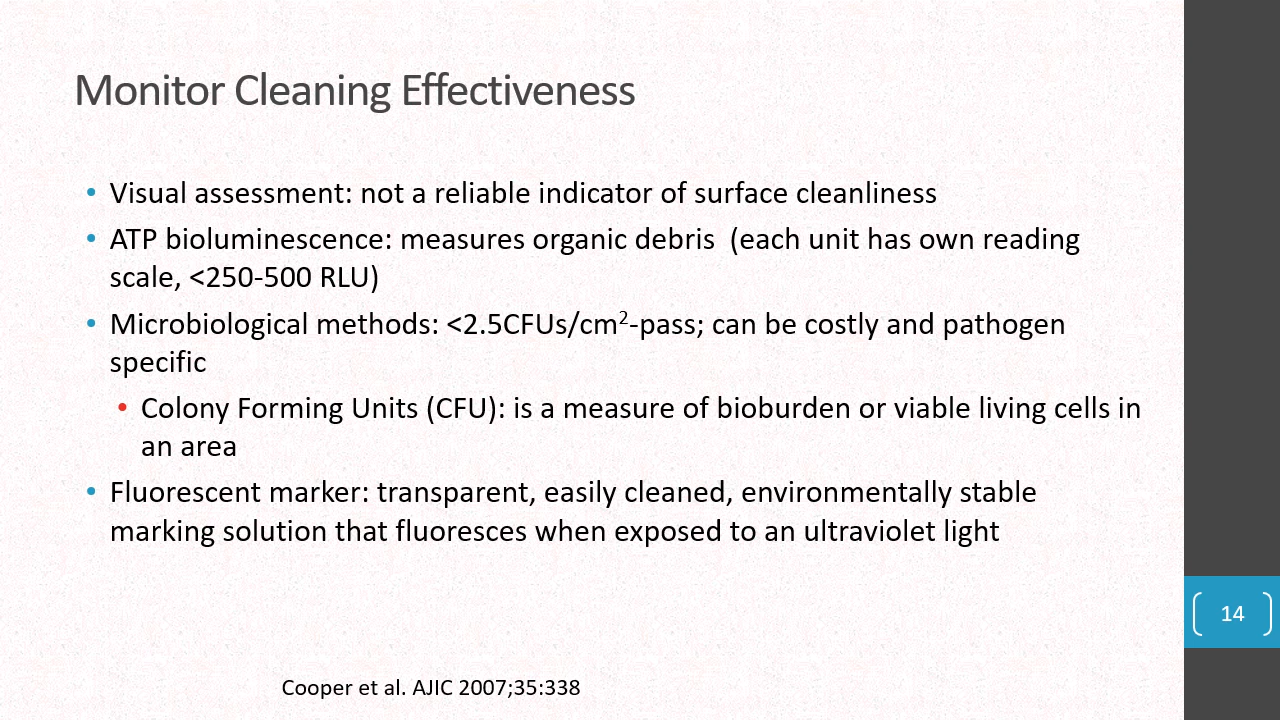 Monitor Cleaning Effectiveness
• Visual assessment: not a reliable indicator of surface cleanliness
• ATP bioluminescence: measures organic debris  (each unit has own reading
scale, <250-500 RLU)
• Microbiological methods: <2.5CFUs/cm²-pass; can be costly and pathogen
specific
• Colony Forming Units (CFU): is a measure of bioburden or viable living cells in
an area
• Fluorescent marker: transparent, easily cleaned, environmentally stable
marking solution that fluoresces when exposed to an ultraviolet light
14
Cooper et al. AJIC 2007;35:338